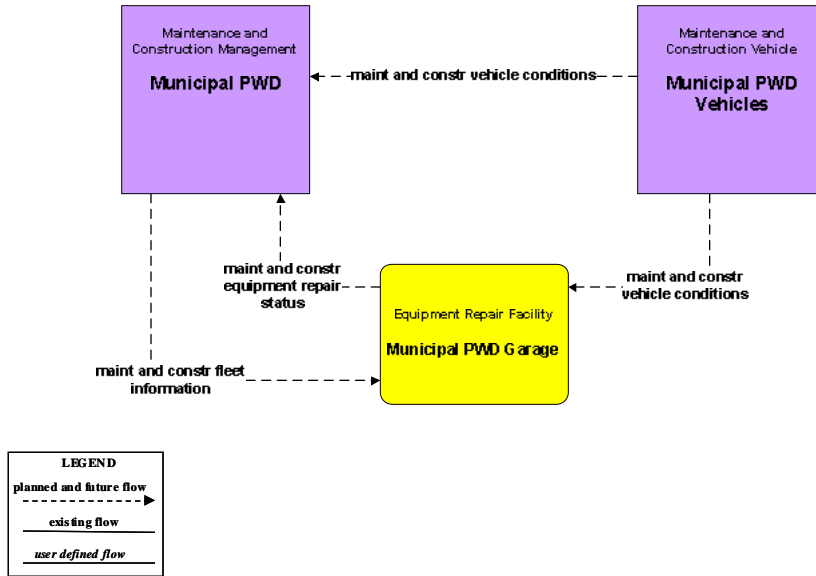 Maintenance and
Construction Management
Municipal PWD
Maintenance and
Construction Vehicle
Municipal PWD
Vehicles
maint and constr vehicle conditions
maint and constr
equipment repair
status
maint and constr
vehicle conditions
Equipment Repair Facility
Municipal PWD Garage
maint and constr fleet
information
LEGEND
planned and future flow
existing flow
user defined flow